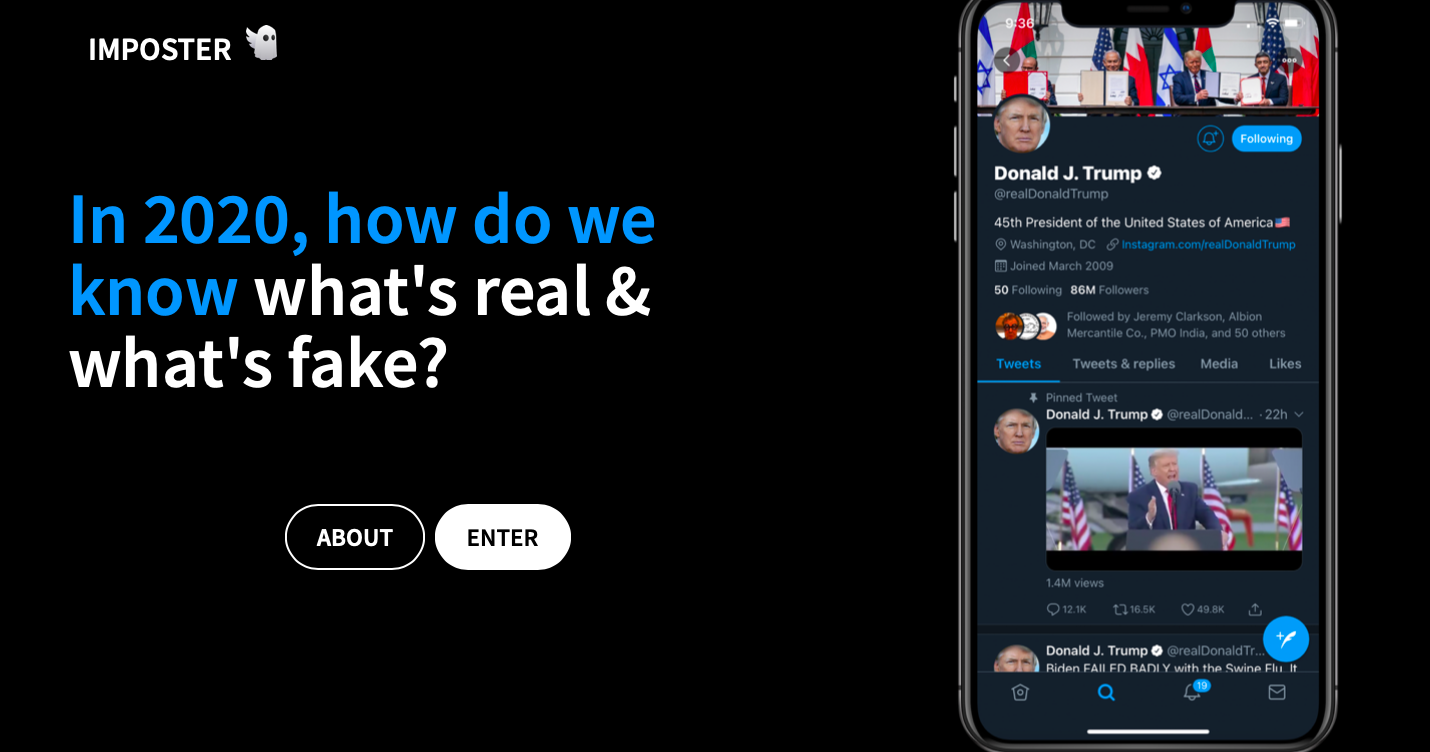 IMPOSTER
In 2020, how do we
know what's real &
what's fake?
ABOUT
ENTER
9:36
Following
Donald J. Trump
@realDonaldTrump
45th President of the United States of America
Washington, DC Instagram.com/realDonaldTrump
Joined March 2009
50 Following 86M Followers
Followed by Jeremy Clarkson, Albion
Mercantile Co., PMO India, and 50 others
Tweets Tweets & replies Media Likes
Pinned Tweet
Donald J. Trump @realDonald... · 22h
1.4M views
12.1K 16.5K 49.8K
Donald J. Trump @realDonaldTr...
Biden FAILED BADLY with the Swine Flu. It
19